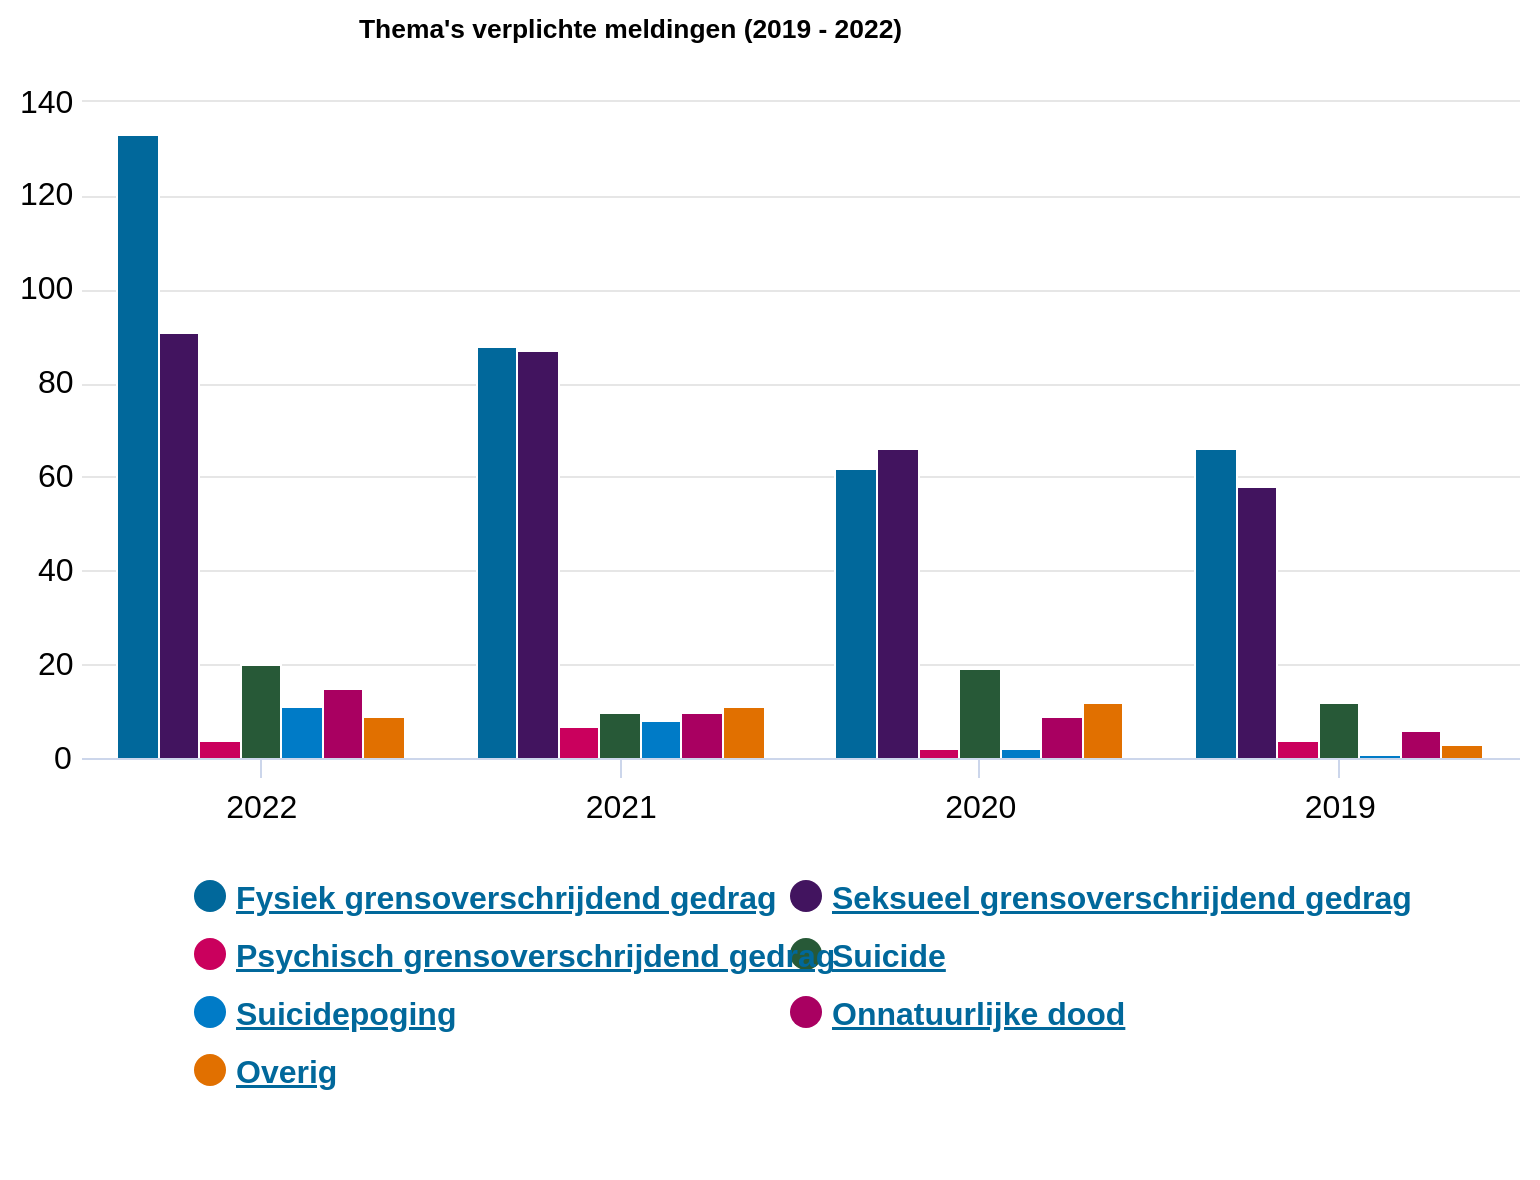 Thema's verplichte meldingen (2019 - 2022)
140
120
100
80
60
40
20
0
2022 2021 2020 2019
Fysiek grensoverschrijdend gedrag Seksueel grensoverschrijdend gedrag
Psychisch grensoverschrijdend gedrag Suicide
Suicidepoging Onnatuurlijke dood
Overig